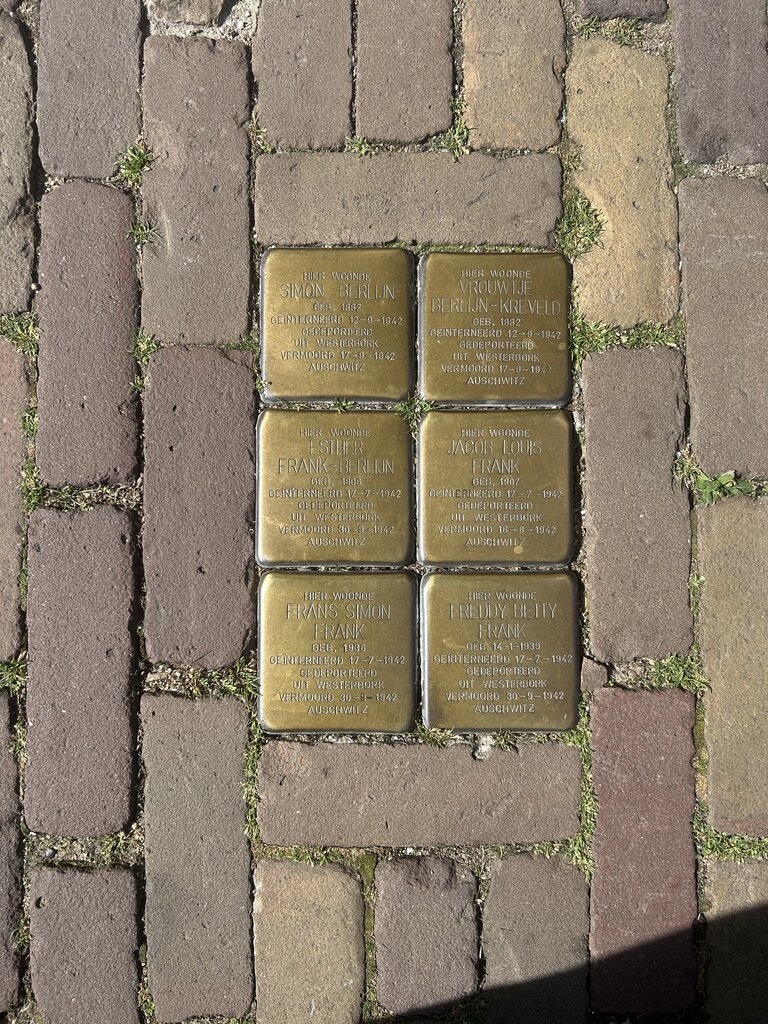 HIER WOONDE
SIMON BERLIJN
GEB. 1882
GEÏNTERNEERD 12-9-1942
GEDEPORTEERD
UIT WESTERBORK
VERMOORD 17-9-1942
AUSCHWITZ
HIER WOONDE
VROUWTJE
BERLIJN-KREVELD
GEB. 1882
GEÏNTERNEERD 12-9-1942
GEDEPORTEERD
UIT WESTERBORK
VERMOORD 17-9-1942
AUSCHWITZ
HIER WOONDE
ESTHER
FRANK-BERLIJN
GEB. 1906
GEÏNTERNEERD 17-7-1942
GEDEPORTEERD
UIT WESTERBORK
VERMOORD 30-9-1942
AUSCHWITZ
HIER WOONDE
JACOB LOUIS
FRANK
GEB. 1907
GEÏNTERNEERD 17-7-1942
GEDEPORTEERD
UIT WESTERBORK
VERMOORD 16-8-1942
AUSCHWITZ
HIER WOONDE
FRANS SIMON
FRANK
GEB. 1936
GEÏNTERNEERD 17-7-1942
GEDEPORTEERD
UIT WESTERBORK
VERMOORD 30-9-1942
AUSCHWITZ
HIER WOONDE
FREDDY BETTY
FRANK
GEB. 14-1-1939
GEÏNTERNEERD 17-7-1942
GEDEPORTEERD
UIT WESTERBORK
VERMOORD 30-9-1942
AUSCHWITZ